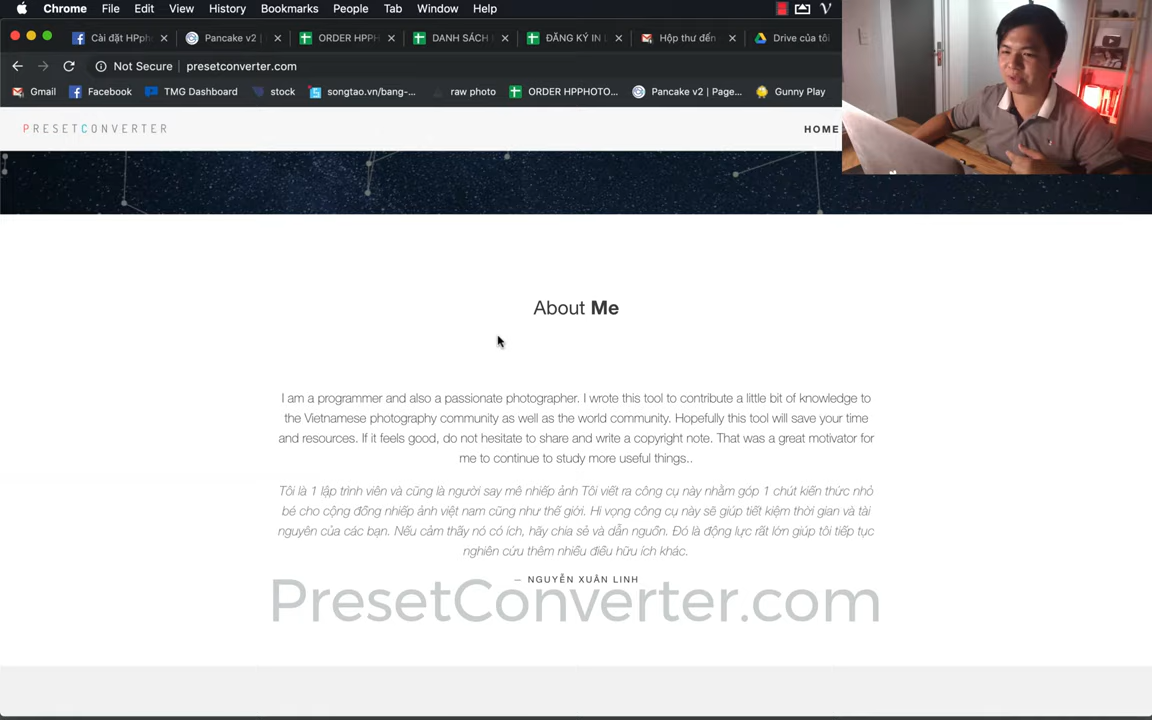 Chrome File Edit View History Bookmarks People Tab Window Help
Cài đặt HPph Pancake v2 | ORDER HPPH DANH SÁCH ĐĂNG KÝ IN Hộp thư đến Drive của tôi
Not Secure | presetconverter.com
Gmail Facebook TMG Dashboard stock songtao.vn/bang-... raw photo ORDER HPPHOTO... Pancake v2 | Page... Gunny Play
PRESETCONVERTER HOME
About Me
I am a programmer and also a passionate photographer. I wrote this tool to contribute a little bit of knowledge to
the Vietnamese photography community as well as the world community. Hopefully this tool will save your time
and resources. If it feels good, do not hesitate to share and write a copyright note. That was a great motivator for
me to continue to study more useful things..
Tôi là 1 lập trình viên và cũng là người say mê nhiếp ảnh Tôi viết ra công cụ này nhằm góp 1 chút kiến thức nhỏ
bé cho cộng đồng nhiếp ảnh việt nam cũng như thế giới. Hi vọng công cụ này sẽ giúp tiết kiệm thời gian và tài
nguyên của các bạn. Nếu cảm thấy nó có ích, hãy chia sẻ và dẫn nguồn. Đó là động lực rất lớn giúp tôi tiếp tục
nghiên cứu thêm nhiều điều hữu ích khác.
— NGUYỄN XUÂN LINH
PresetConverter.com